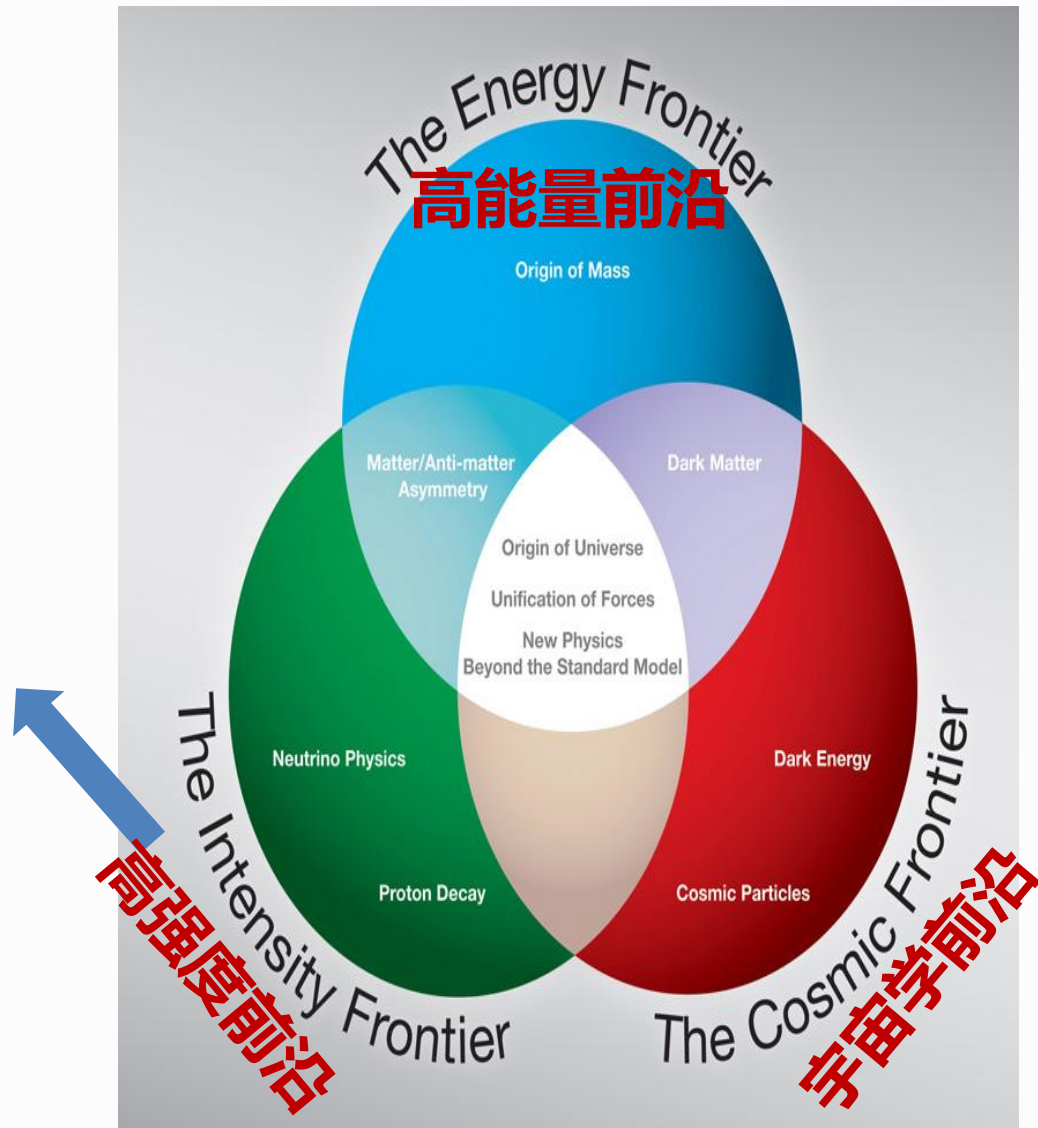 The Energy Frontier
高能量前沿
Origin of Mass
Matter/Anti-matter
Asymmetry
Dark Matter
Origin of Universe
Unification of Forces
New Physics
Beyond the Standard Model
Neutrino Physics
Dark Energy
Proton Decay
Cosmic Particles
The Intensity Frontier
高强度前沿
The Cosmic Frontier
宇宙学前沿